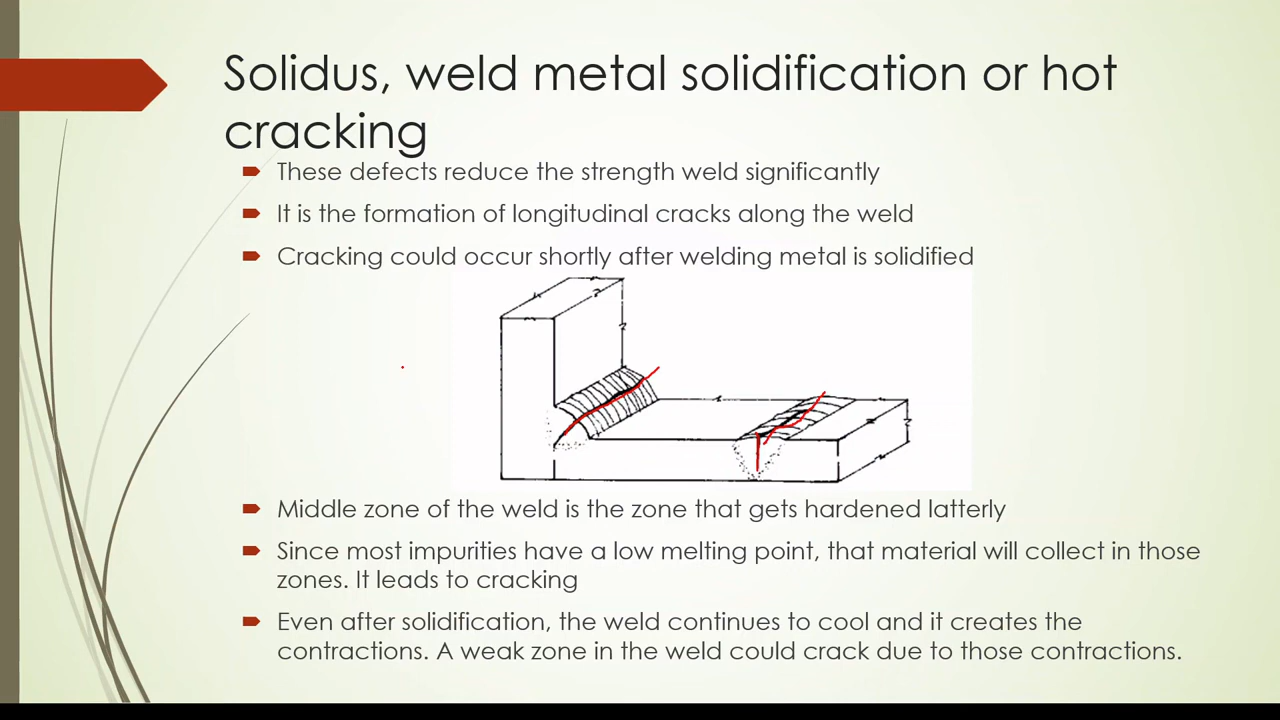 Solidus, weld metal solidification or hot
cracking
These defects reduce the strength weld significantly
It is the formation of longitudinal cracks along the weld
Cracking could occur shortly after welding metal is solidified
Middle zone of the weld is the zone that gets hardened latterly
Since most impurities have a low melting point, that material will collect in those
zones. It leads to cracking
Even after solidification, the weld continues to cool and it creates the
contractions. A weak zone in the weld could crack due to those contractions.